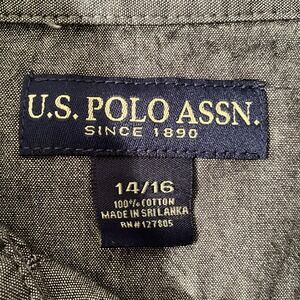 U.S. POLO ASSN.
SINCE 1890
14/16
100% COTTON
MADE IN SRI LANKA
RN# 127805